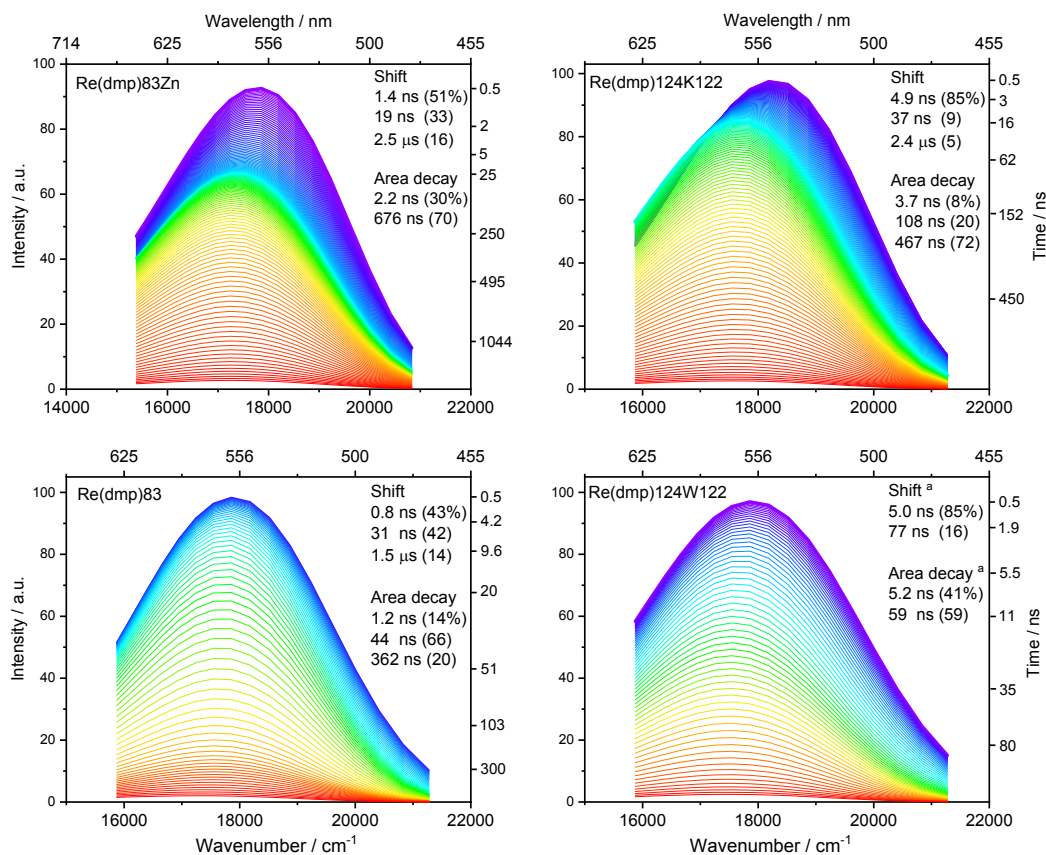 Wavelength / nm
714 625 556 500 455
100
80
60
40
20
0
Intensity / a.u.
Re(dmp)83Zn
Shift
1.4 ns (51%)
19 ns (33)
2.5 μs (16)
Area decay
2.2 ns (30%)
676 ns (70)
0.5
2
5
25
250
495
1044
14000 16000 18000 20000 22000
Wavelength / nm
625 556 500 455
100
90
80
70
60
50
40
30
20
10
0
Re(dmp)124K122
Shift
4.9 ns (85%)
37 ns (9)
2.4 μs (5)
Area decay
3.7 ns (8%)
108 ns (20)
467 ns (72)
0.5
3
16
62
152
450
Time / ns
16000 18000 20000 22000
625 556 500 455
100
80
60
40
20
0
Intensity / a.u.
Re(dmp)83
Shift
0.8 ns (43%)
31 ns (42)
1.5 μs (14)
Area decay
1.2 ns (14%)
44 ns (66)
362 ns (20)
0.5
4.2
9.6
20
51
103
300
16000 18000 20000 22000
Wavenumber / cm-1
625 556 500 455
100
80
60
40
20
0
Re(dmp)124W122
Shift a
5.0 ns (85%)
77 ns (16)
Area decay a
5.2 ns (41%)
59 ns (59)
0.5
1.9
5.5
11
35
80
Time / ns
16000 18000 20000 22000
Wavenumber / cm-1